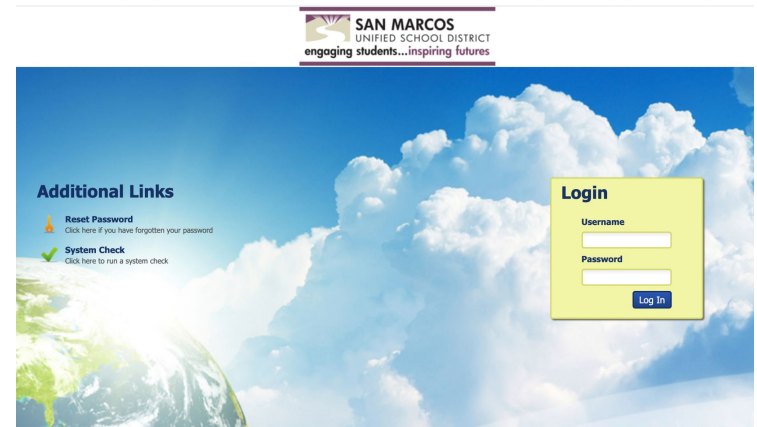 SAN MARCOS
UNIFIED SCHOOL DISTRICT
engaging students...inspiring futures
Additional Links
Reset Password
Click here if you have forgotten your password
System Check
Click here to run a system check
Login
Username
Password
Log In